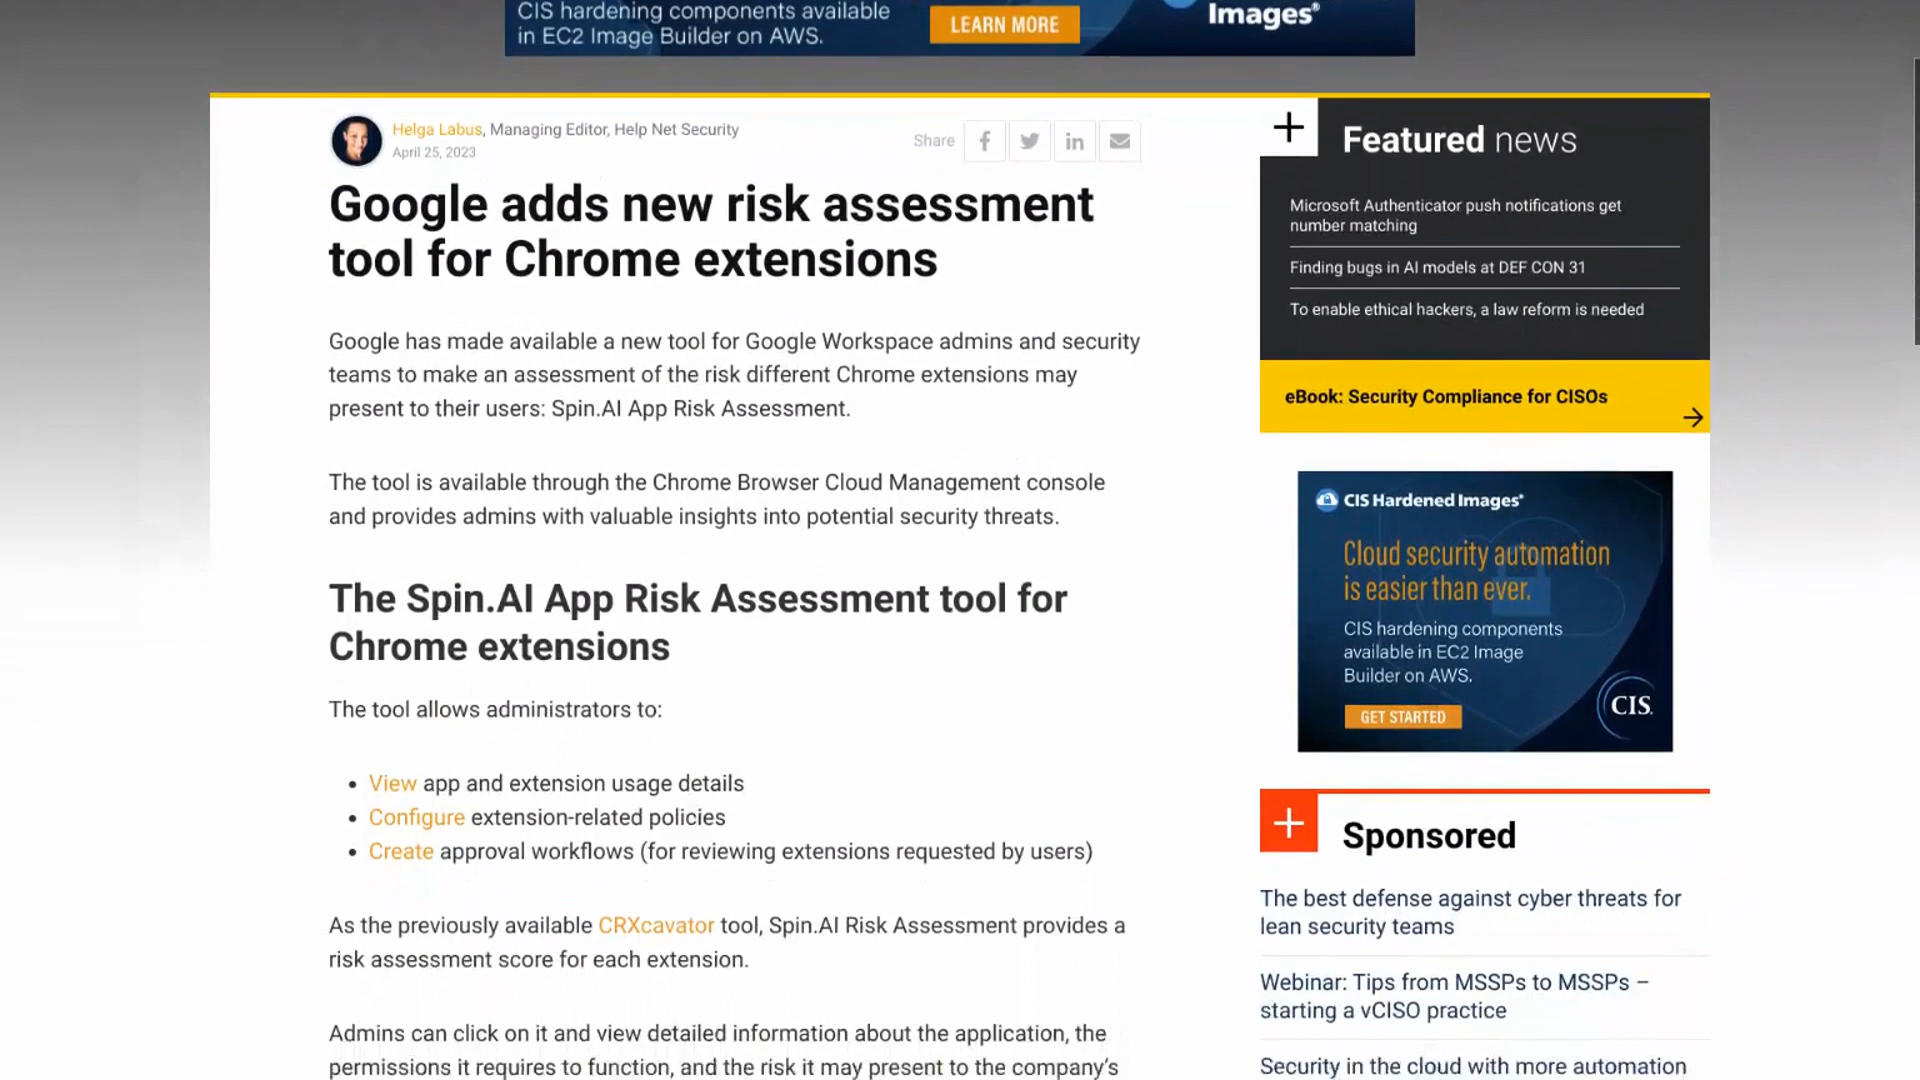 CIS hardening components available
in EC2 Image Builder on AWS.
LEARN MORE
Images®
Helga Labus, Managing Editor, Help Net Security
April 25, 2023
Share
Google adds new risk assessment
tool for Chrome extensions
Google has made available a new tool for Google Workspace admins and security
teams to make an assessment of the risk different Chrome extensions may
present to their users: Spin.AI App Risk Assessment.
The tool is available through the Chrome Browser Cloud Management console
and provides admins with valuable insights into potential security threats.
The Spin.AI App Risk Assessment tool for
Chrome extensions
The tool allows administrators to:
• View app and extension usage details
• Configure extension-related policies
• Create approval workflows (for reviewing extensions requested by users)
As the previously available CRXcavator tool, Spin.AI Risk Assessment provides a
risk assessment score for each extension.
Admins can click on it and view detailed information about the application, the
permissions it requires to function, and the risk it may present to the company's
Featured news
Microsoft Authenticator push notifications get
number matching
Finding bugs in AI models at DEF CON 31
To enable ethical hackers, a law reform is needed
eBook: Security Compliance for CISOs
CIS Hardened Images®
Cloud security automation
is easier than ever.
CIS hardening components
available in EC2 Image
Builder on AWS.
GET STARTED
CIS.
Sponsored
The best defense against cyber threats for
lean security teams
Webinar: Tips from MSSPs to MSSPs –
starting a vCISO practice
Security in the cloud with more automation